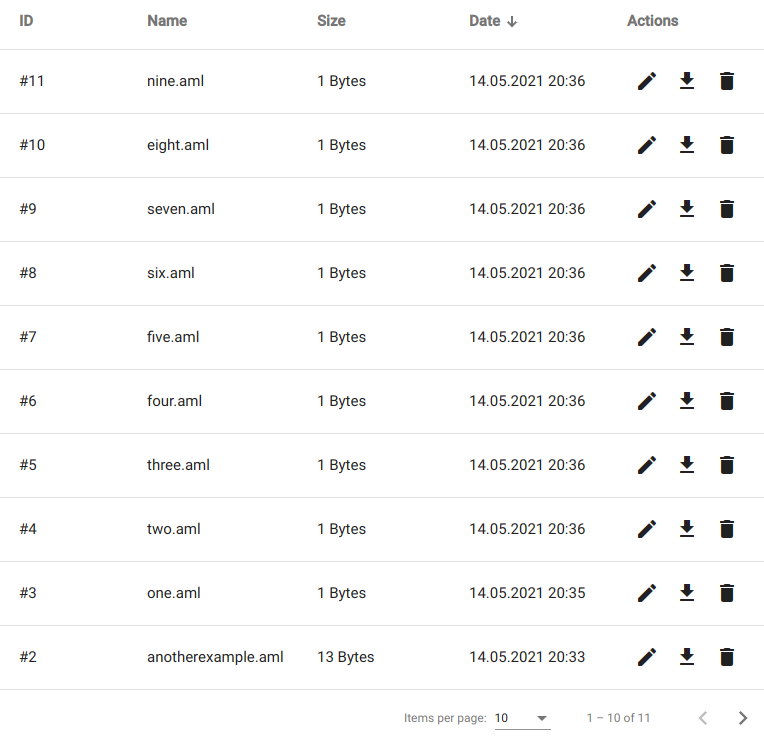 ID Name Size Date Actions
#11 nine.aml 1 Bytes 14.05.2021 20:36
#10 eight.aml 1 Bytes 14.05.2021 20:36
#9 seven.aml 1 Bytes 14.05.2021 20:36
#8 six.aml 1 Bytes 14.05.2021 20:36
#7 five.aml 1 Bytes 14.05.2021 20:36
#6 four.aml 1 Bytes 14.05.2021 20:36
#5 three.aml 1 Bytes 14.05.2021 20:36
#4 two.aml 1 Bytes 14.05.2021 20:36
#3 one.aml 1 Bytes 14.05.2021 20:35
#2 anotherexample.aml 13 Bytes 14.05.2021 20:33
Items per page: 10 1 – 10 of 11